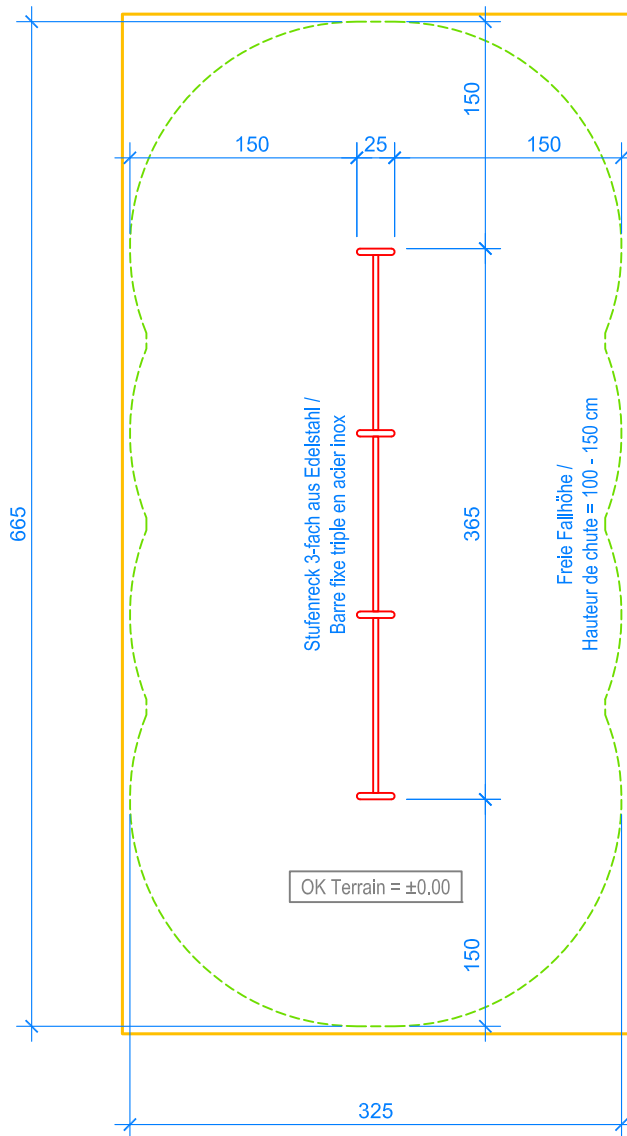 150
150
25
150
Stufenreck 3-fach aus Edelstahl /
Barre fixe triple en acier inox
665
365
Freie Fallhöhe /
Hauteur de chute = 100 - 150 cm
OK Terrain = ±0.00
150
325